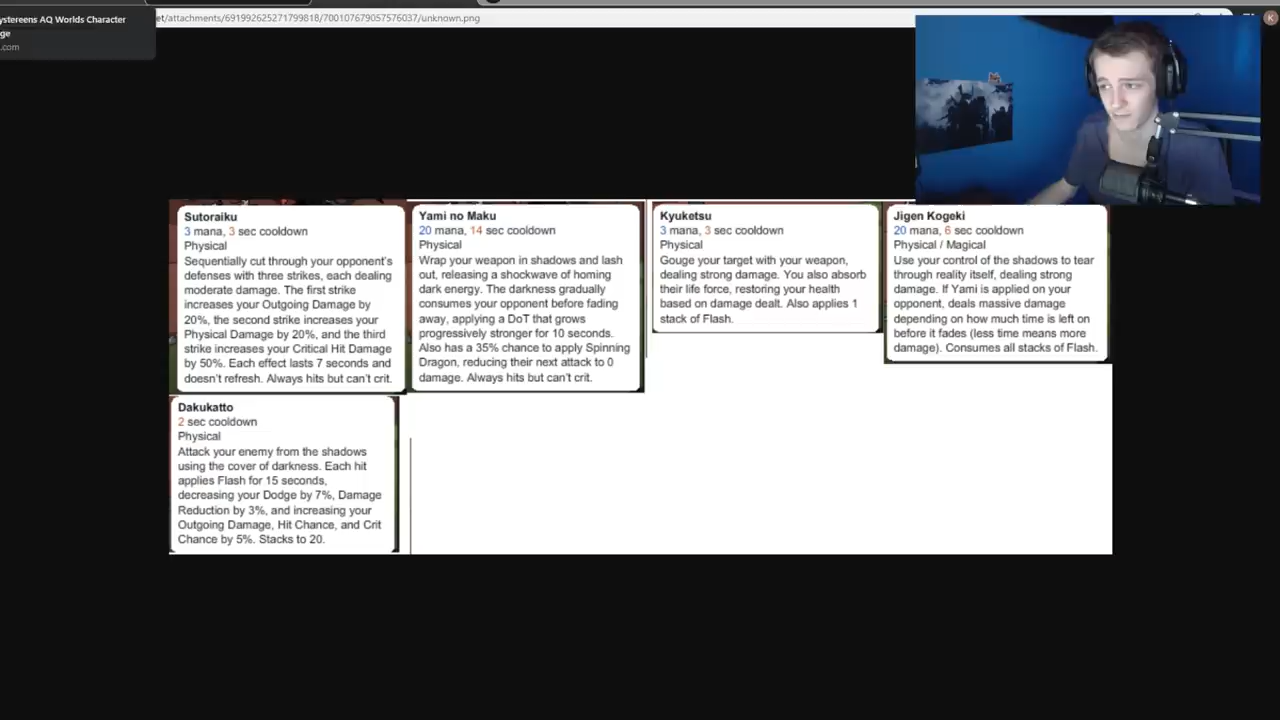 ystereens AQ Worlds Character
ge
.com
et/attachments/691992625271799818/700107679057576037/unknown.png
K
Sutoraiku
3 mana, 3 sec cooldown
Physical
Sequentially cut through your opponent's
defenses with three strikes, each dealing
moderate damage. The first strike
increases your Outgoing Damage by
20%, the second strike increases your
Physical Damage by 20%, and the third
strike increases your Critical Hit Damage
by 50%. Each effect lasts 7 seconds and
doesn't refresh. Always hits but can't crit.
Yami no Maku
20 mana, 14 sec cooldown
Physical
Wrap your weapon in shadows and lash
out, releasing a shockwave of homing
dark energy. The darkness gradually
consumes your opponent before fading
away, applying a DoT that grows
progressively stronger for 10 seconds.
Also has a 35% chance to apply Spinning
Dragon, reducing their next attack to 0
damage. Always hits but can't crit.
Kyuketsu
3 mana, 3 sec cooldown
Physical
Gouge your target with your weapon,
dealing strong damage. You also absorb
their life force, restoring your health
based on damage dealt. Also applies 1
stack of Flash.
Jigen Kogeki
20 mana, 6 sec cooldown
Physical / Magical
Use your control of the shadows to tear
through reality itself, dealing strong
damage. If Yami is applied on your
opponent, deals massive damage
depending on how much time is left on
before it fades (less time means more
damage). Consumes all stacks of Flash.
Dakukatto
2 sec cooldown
Physical
Attack your enemy from the shadows
using the cover of darkness. Each hit
applies Flash for 15 seconds,
decreasing your Dodge by 7%, Damage
Reduction by 3%, and increasing your
Outgoing Damage, Hit Chance, and Crit
Chance by 5%. Stacks to 20.